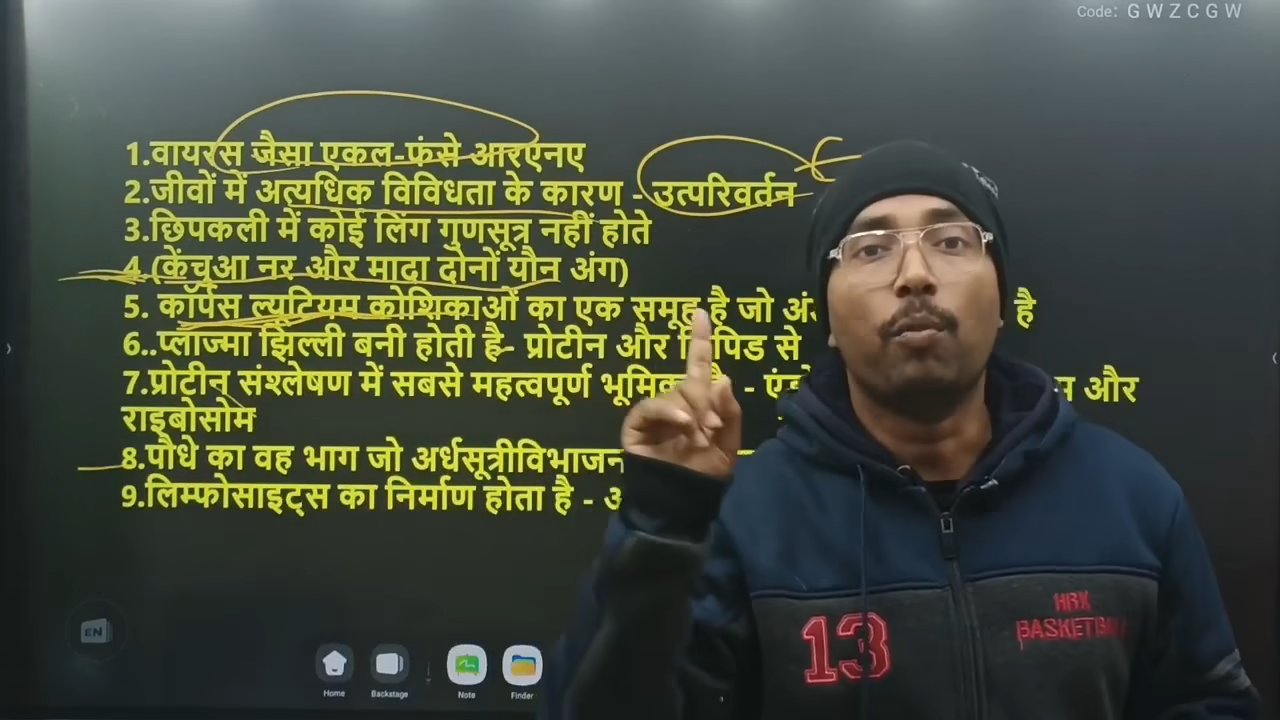 Code: G W Z C G W
1.वायरस जैसा एकल-फंसे आरएनए
2.जीवों में अत्यधिक विविधता के कारण - उत्परिवर्तन
3.छिपकली में कोई लिंग गुणसूत्र नहीं होते
4 (केंचुआ नर और मादा दोनों यौन अंग)
5. कॉर्पस ल्यूटियम कोशिकाओं का एक समूह है जो है
6..प्लाज्मा झिल्ली बनी होती है- प्रोटीन और से
7.प्रोटीन संश्लेषण में सबसे महत्वपूर्ण - और
राइबोसोम
8.पौधे का वह भाग जो अर्धसूत्रीविभाजन
9.लिम्फोसाइट्स का निर्माण होता है -
EN
Home Backstage Note Finder
13
HRX